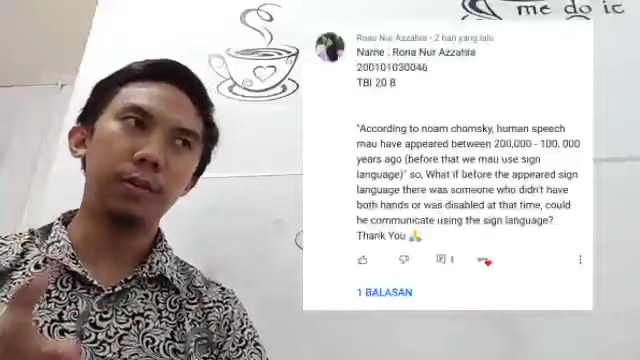 me do it
Rona Nur Azzahra - 2 hari yang lalu
Name . Rona Nur Azzahra
200101030046
TBI 20 B
"According to noam chomsky, human speech
mau have appeared between 200,000 - 100, 000
years ago (before that we mau use sign
language)" so, What if before the appeared sign
language there was someone who didn't have
both hands or was disabled at that time, could
he communicate using the sign language?
Thank You 🙏
1
1 BALASAN